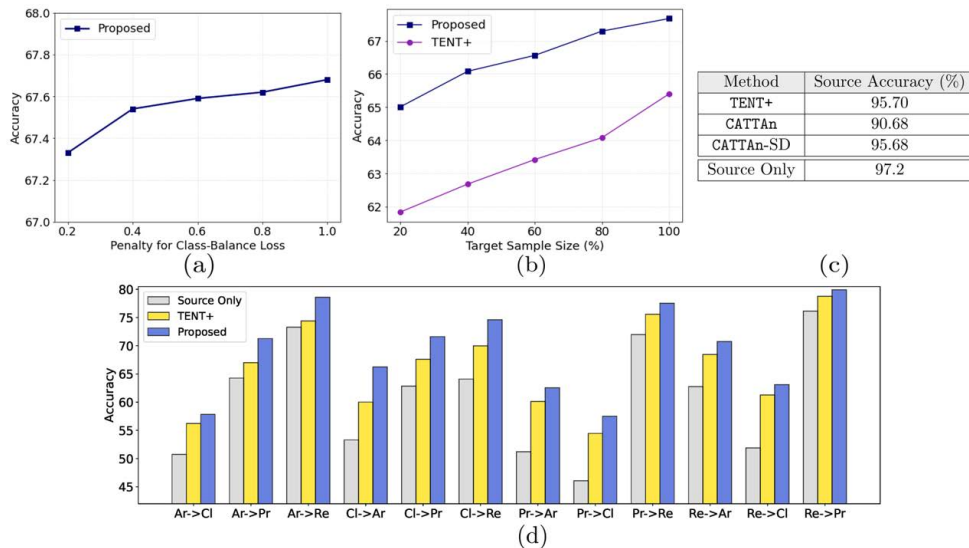 68.0
67.8
67.6
67.4
67.2
67.0
Accuracy
Proposed
0.2 0.4 0.6 0.8 1.0
Penalty for Class-Balance Loss
(a)
67
66
65
64
63
62
Accuracy
Proposed
TENT+
20 40 60 80 100
Target Sample Size (%)
(b)
Method Source Accuracy (%)
TENT+ 95.70
CATTAn 90.68
CATTAn-SD 95.68
Source Only 97.2
(c)
80
75
70
65
60
55
50
45
Accuracy
Source Only
TENT+
Proposed
Ar->Cl Ar->Pr Ar->Re Cl->Ar Cl->Pr Cl->Re Pr->Ar Pr->Cl Pr->Re Re->Ar Re->Cl Re->Pr
(d)